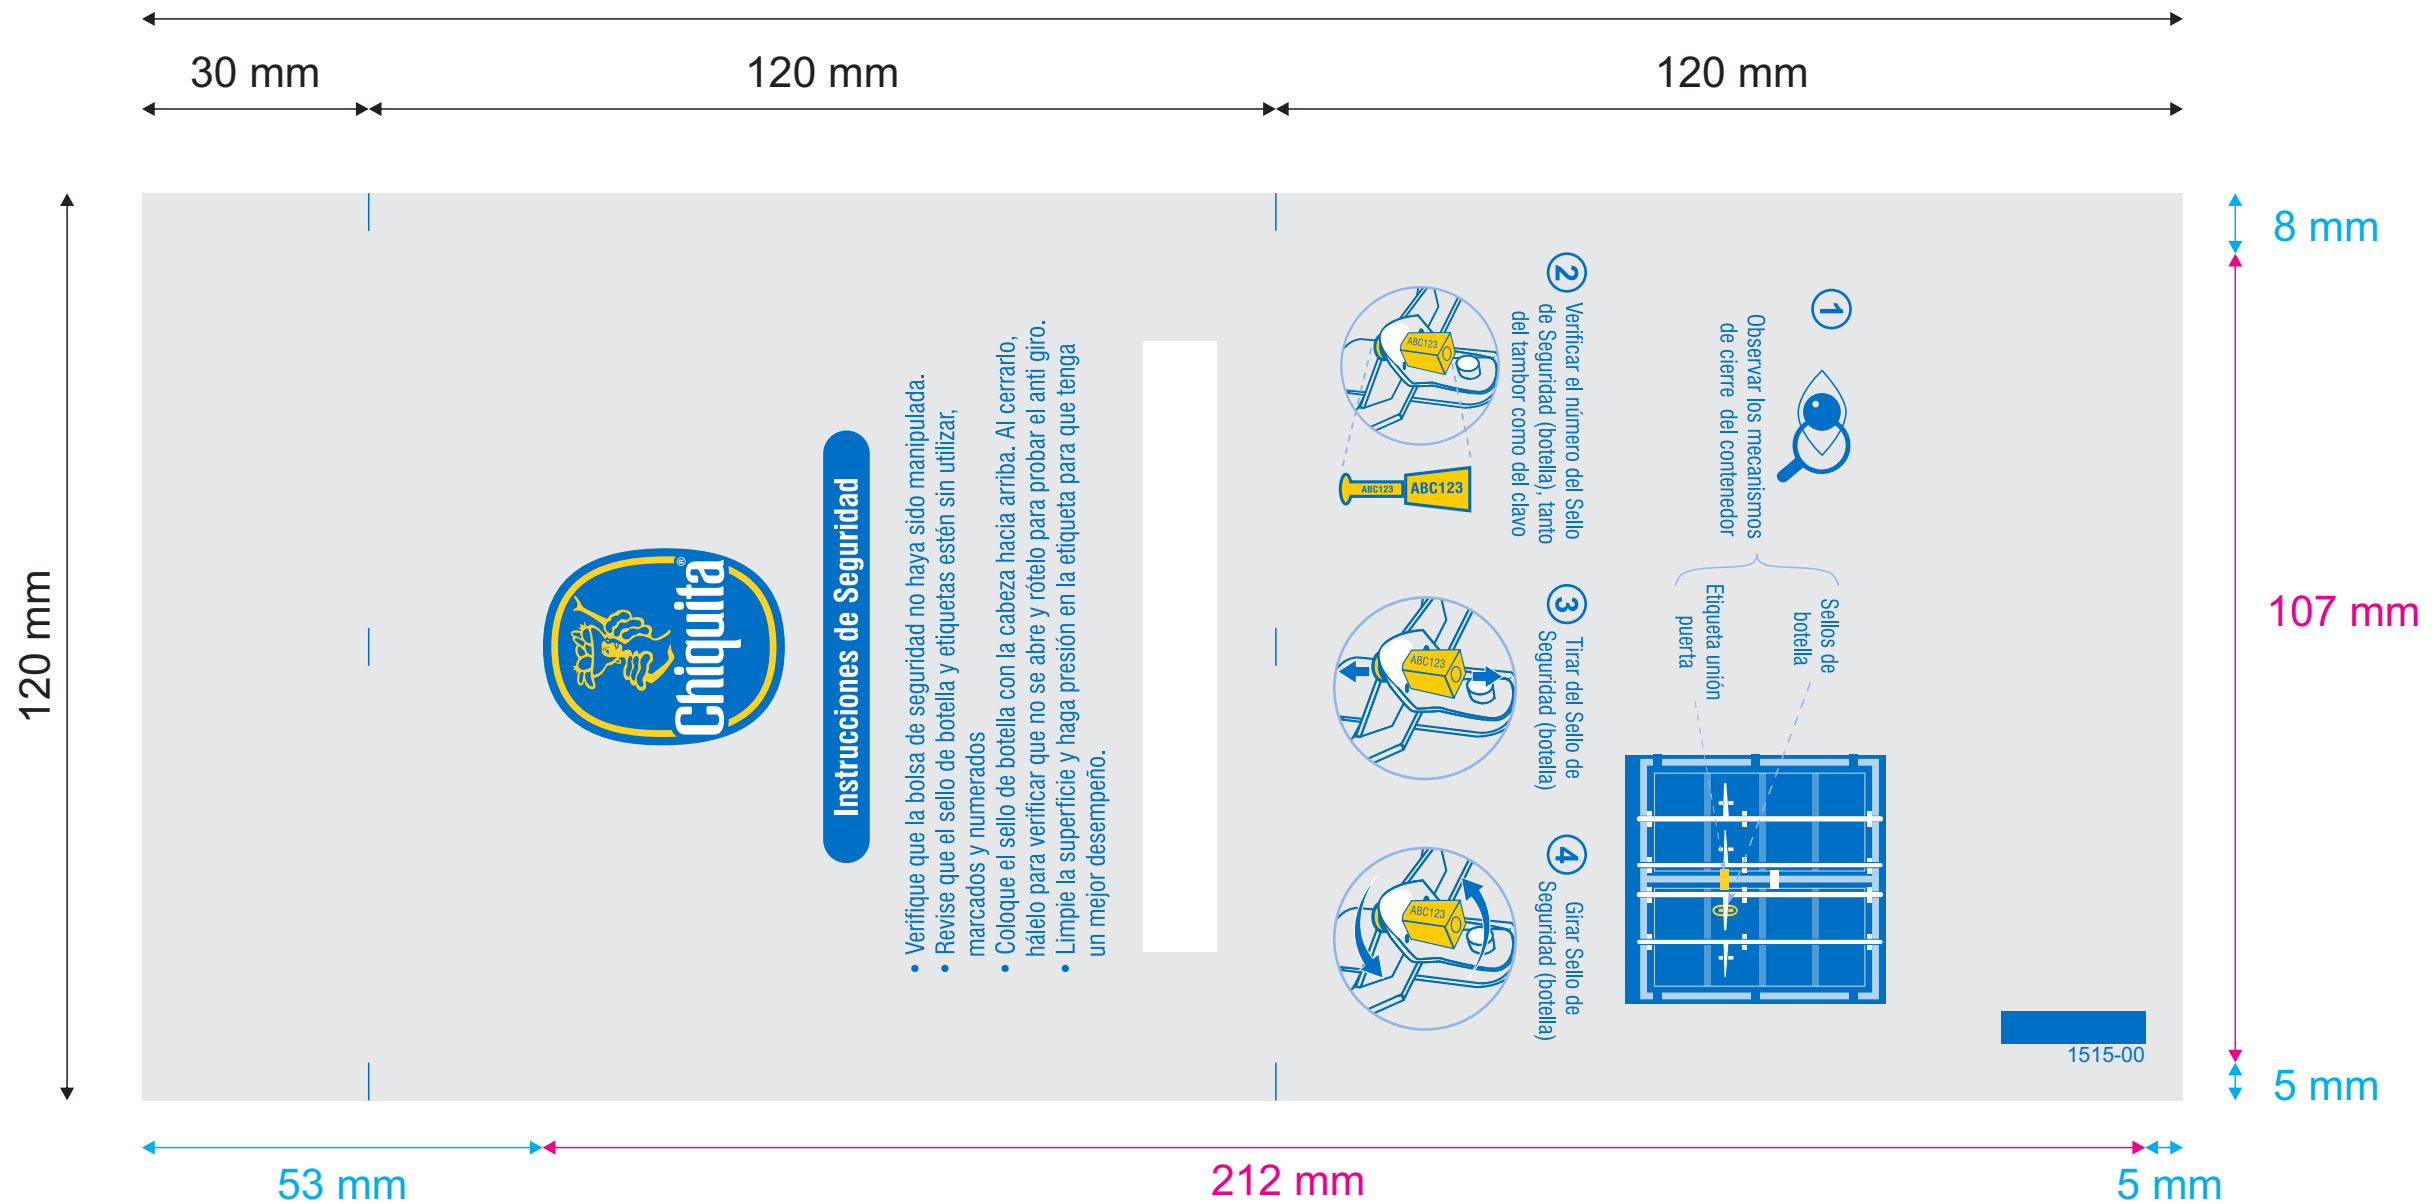 30 mm
120 mm
120 mm
120 mm
8 mm
107 mm
5 mm
53 mm
212 mm
5 mm
Chiquita®
Instrucciones de Seguridad
• Verifique que la bolsa de seguridad no haya sido manipulada.
• Revise que el sello de botella y etiquetas estén sin utilizar,
marcados y numerados
• Coloque el sello de botella con la cabeza hacia arriba. Al cerrarlo,
hálelo para verificar que no se abre y rótelo para probar el anti giro.
• Limpie la superficie y haga presión en la etiqueta para que tenga
un mejor desempeño.
1
Observar los mecanismos
de cierre del contenedor
Sellos de
botella
Etiqueta unión
puerta
2
Verificar el número del Sello
de Seguridad (botella), tanto
del tambor como del clavo
ABC123
ABC123
ABC123
3
Tirar del Sello de
Seguridad (botella)
ABC123
4
Girar Sello de
Seguridad (botella)
ABC123
1515-00